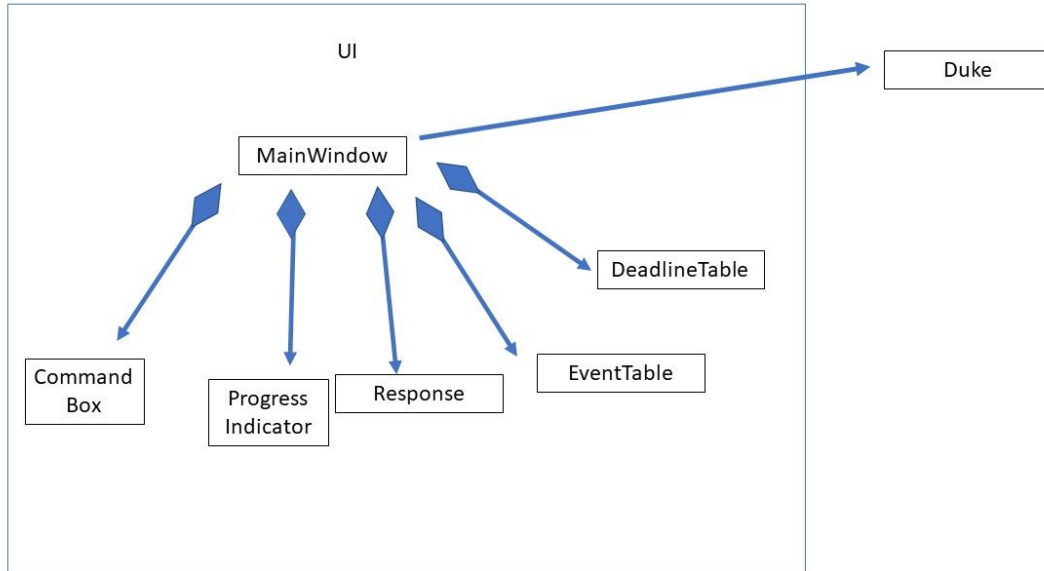 UI
Duke
MainWindow
DeadlineTable
Command
Box
Progress
Indicator
Response
EventTable